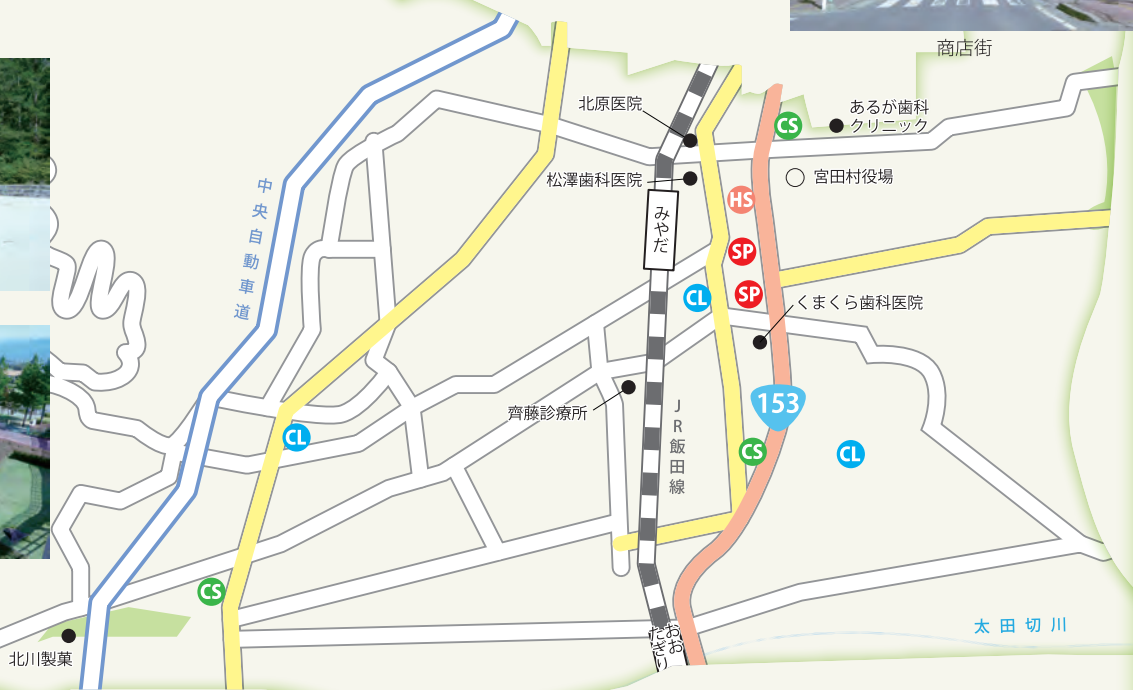 商店街
北原医院
あるが歯科
クリニック
CS
松澤歯科医院
宮田村役場
中央自動車道
HS
みやだ
SP
CL
SP
くまくら歯科医院
153
齊藤診療所
JR飯田線
CL
CS
CL
CS
太田切川
おおたぎり
北川製菓